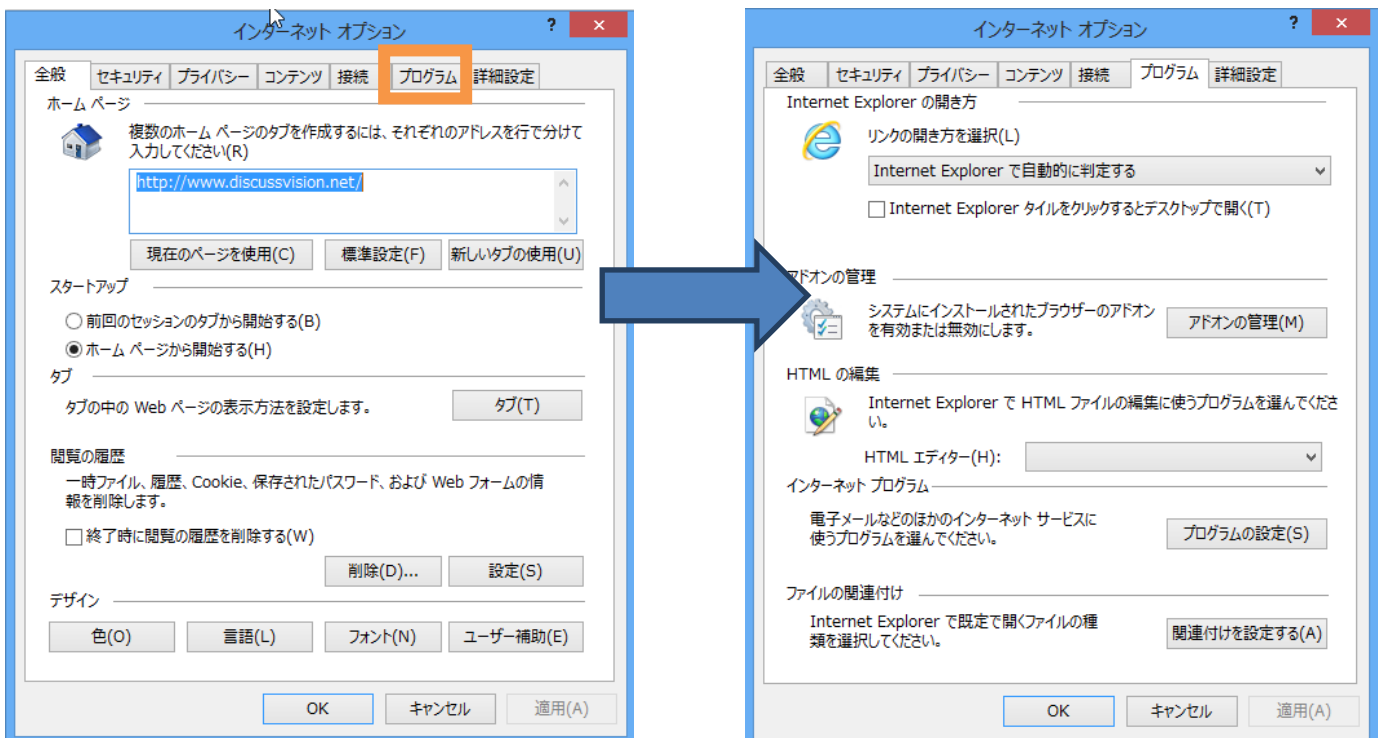 インターネット オプション
? ×
全般 セキュリティ プライバシー コンテンツ 接続 プログラム 詳細設定
ホーム ページ
複数のホーム ページのタブを作成するには、それぞれのアドレスを行で分けて
入力してください(R)
http://www.discussvision.net/
現在のページを使用(C) 標準設定(F) 新しいタブの使用(U)
スタートアップ
前回のセッションのタブから開始する(B)
ホーム ページから開始する(H)
タブ
タブの中の Web ページの表示方法を設定します。 タブ(T)
閲覧の履歴
一時ファイル、履歴、Cookie、保存されたパスワード、および Web フォームの情
報を削除します。
終了時に閲覧の履歴を削除する(W)
削除(D)... 設定(S)
デザイン
色(O) 言語(L) フォント(N) ユーザー補助(E)
OK キャンセル 適用(A)
インターネット オプション
? ×
全般 セキュリティ プライバシー コンテンツ 接続 プログラム 詳細設定
Internet Explorer の開き方
リンクの開き方を選択(L)
Internet Explorer で自動的に判定する
Internet Explorer タイルをクリックするとデスクトップで開く(T)
アドオンの管理
システムにインストールされたブラウザーのアドオン
を有効または無効にします。
アドオンの管理(M)
HTML の編集
Internet Explorer で HTML ファイルの編集に使うプログラムを選んでくださ
い。
HTML エディター(H):
インターネット プログラム
電子メールなどのほかのインターネット サービスに
使うプログラムを選んでください。
プログラムの設定(S)
ファイルの関連付け
Internet Explorer で既定で開くファイルの種
類を選択してください。
関連付けを設定する(A)
OK キャンセル 適用(A)